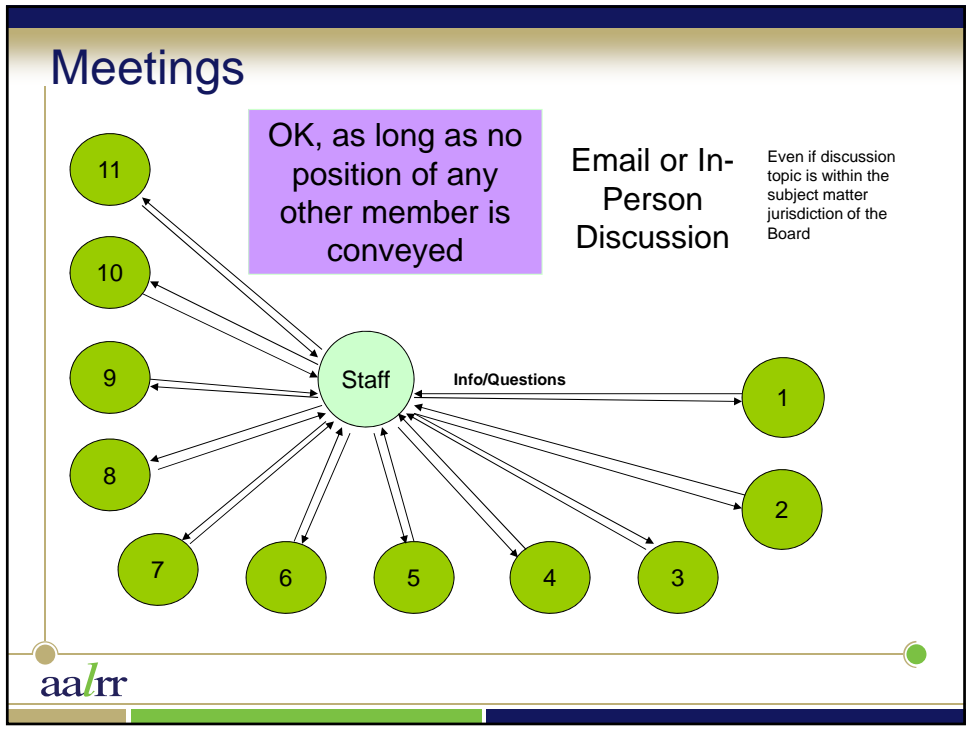 Meetings
OK, as long as no
position of any
other member is
conveyed
Email or In-
Person
Discussion
Even if discussion
topic is within the
subject matter
jurisdiction of the
Board
11
10
9
8
7
6
5
4
3
2
1
Staff
Info/Questions
aalrr